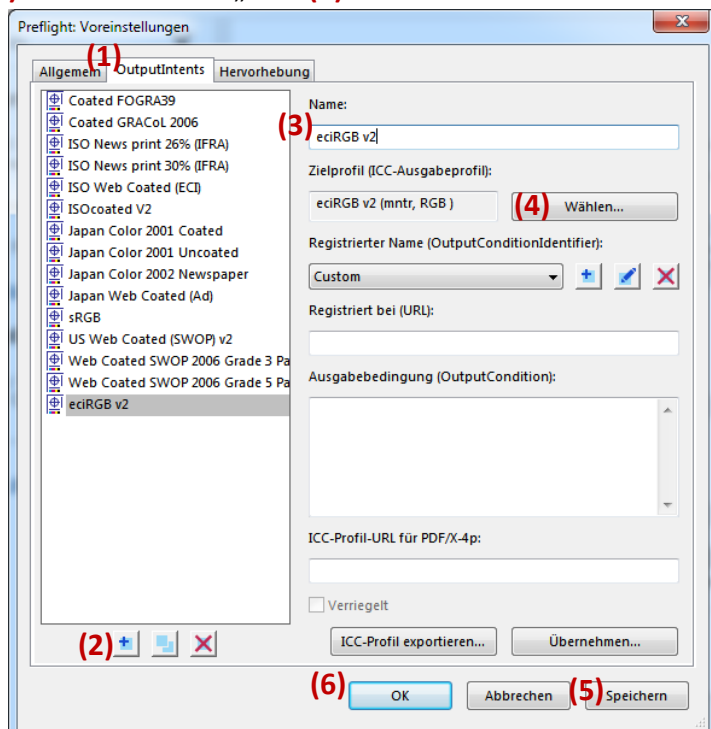 Preflight: Voreinstellungen
(1)
Allgemein OutputIntents Hervorhebung
Coated FOGRA39
Coated GRACoL 2006
ISO News print 26% (IFRA)
ISO News print 30% (IFRA)
ISO Web Coated (ECI)
ISOcoated V2
Japan Color 2001 Coated
Japan Color 2001 Uncoated
Japan Color 2002 Newspaper
Japan Web Coated (Ad)
sRGB
US Web Coated (SWOP) v2
Web Coated SWOP 2006 Grade 3 Pa
Web Coated SWOP 2006 Grade 5 Pa
eciRGB v2
(2)
Name:
(3) eciRGB v2
Zielprofil (ICC-Ausgabeprofil):
eciRGB v2 (mntr, RGB ) (4) Wählen...
Registrierter Name (OutputConditionIdentifier):
Custom
Registriert bei (URL):
Ausgabebedingung (OutputCondition):
ICC-Profil-URL für PDF/X-4p:
Verriegelt
ICC-Profil exportieren... Übernehmen...
(6) OK Abbrechen (5) Speichern